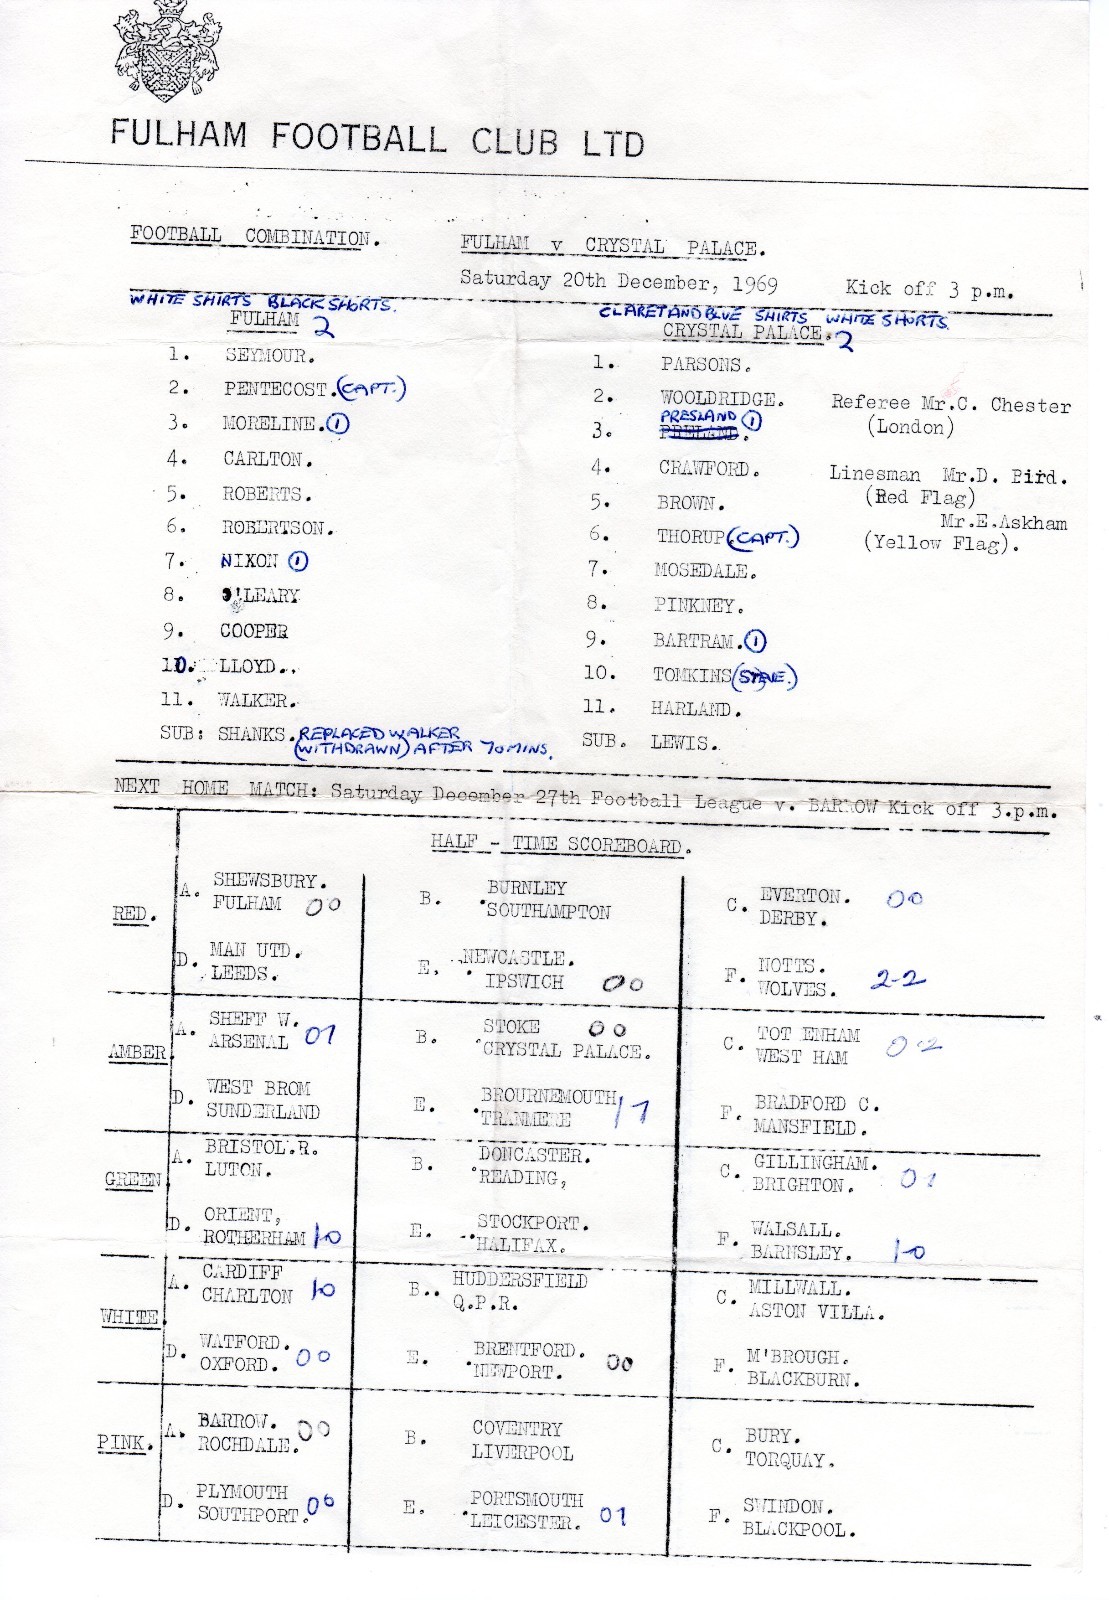 FULHAM FOOTBALL CLUB LTD
FOOTBALL COMBINATION.
FULHAM v CRYSTAL PALACE.
Saturday 20th December, 1969 Kick off 3 p.m.
WHITE SHIRTS BLACK SHORTS.
FULHAM 2
1. SEYMOUR.
2. PENTECOST. (CAPT.)
3. MORELINE. 1
4. CARLTON.
5. ROBERTS.
6. ROBERTSON.
7. NIXON 1
8. O'LEARY
9. COOPER
10. LLOYD..
11. WALKER.
SUB: SHANKS. REPLACED WALKER
(WITHDRAWN) AFTER 70 MINS.
CLARET AND BLUE SHIRTS WHITE SHORTS.
CRYSTAL PALACE. 2
1. PARSONS.
2. WOOLDRIDGE.
PRESLAND 1
3. PRELAND.
4. CRAWFORD.
5. BROWN.
6. THORUP (CAPT.)
7. MOSEDALE.
8. PINKNEY.
9. BARTRAM. 1
10. TOMKINS (STEVE.)
11. HARLAND.
SUB. LEWIS.
Referee Mr.C. Chester
(London)
Linesman Mr.D. Bird.
(Red Flag)
Mr.E.Askham
(Yellow Flag).
NEXT HOME MATCH: Saturday December 27th Football League v. BARROW Kick off 3.p.m.
HALF - TIME SCOREBOARD.
RED.
A. SHEWSBURY.
FULHAM 0 0
B. BURNLEY
SOUTHAMPTON
C. EVERTON. 0 0
DERBY.
D. MAN UTD.
LEEDS.
E. NEWCASTLE.
IPSWICH 0 0
F. NOTTS.
WOLVES. 2-2
AMBER
A. SHEFF W.
ARSENAL 0 1
B. STOKE 0 0
CRYSTAL PALACE.
C. TOT ENHAM
WEST HAM 0-2
D. WEST BROM
SUNDERLAND
E. BROURNEMOUTH
TRANMERE 1 1
F. BRADFORD C.
MANSFIELD.
GREEN
A. BRISTOL.R.
LUTON.
B. DONCASTER.
READING,
C. GILLINGHAM.
BRIGHTON. 0 1
D. ORIENT,
ROTHERHAM 1-0
E. STOCKPORT.
HALIFAX.
F. WALSALL.
BARNSLEY. 1-0
WHITE
A. CARDIFF
CHARLTON 1-0
B.. HUDDERSFIELD
Q.P.R.
C. MILLWALL.
ASTON VILLA.
D. WATFORD.
OXFORD. 0 0
E. BRENTFORD.
NEWPORT. 0 0
F. M'BROUGH.
BLACKBURN.
PINK.
A. BARROW.
ROCHDALE. 0 0
B. COVENTRY
LIVERPOOL
C. BURY.
TORQUAY.
D. PLYMOUTH
SOUTHPORT. 0 0
E. PORTSMOUTH
LEICESTER. 0 1
F. SWINDON.
BLACKPOOL.